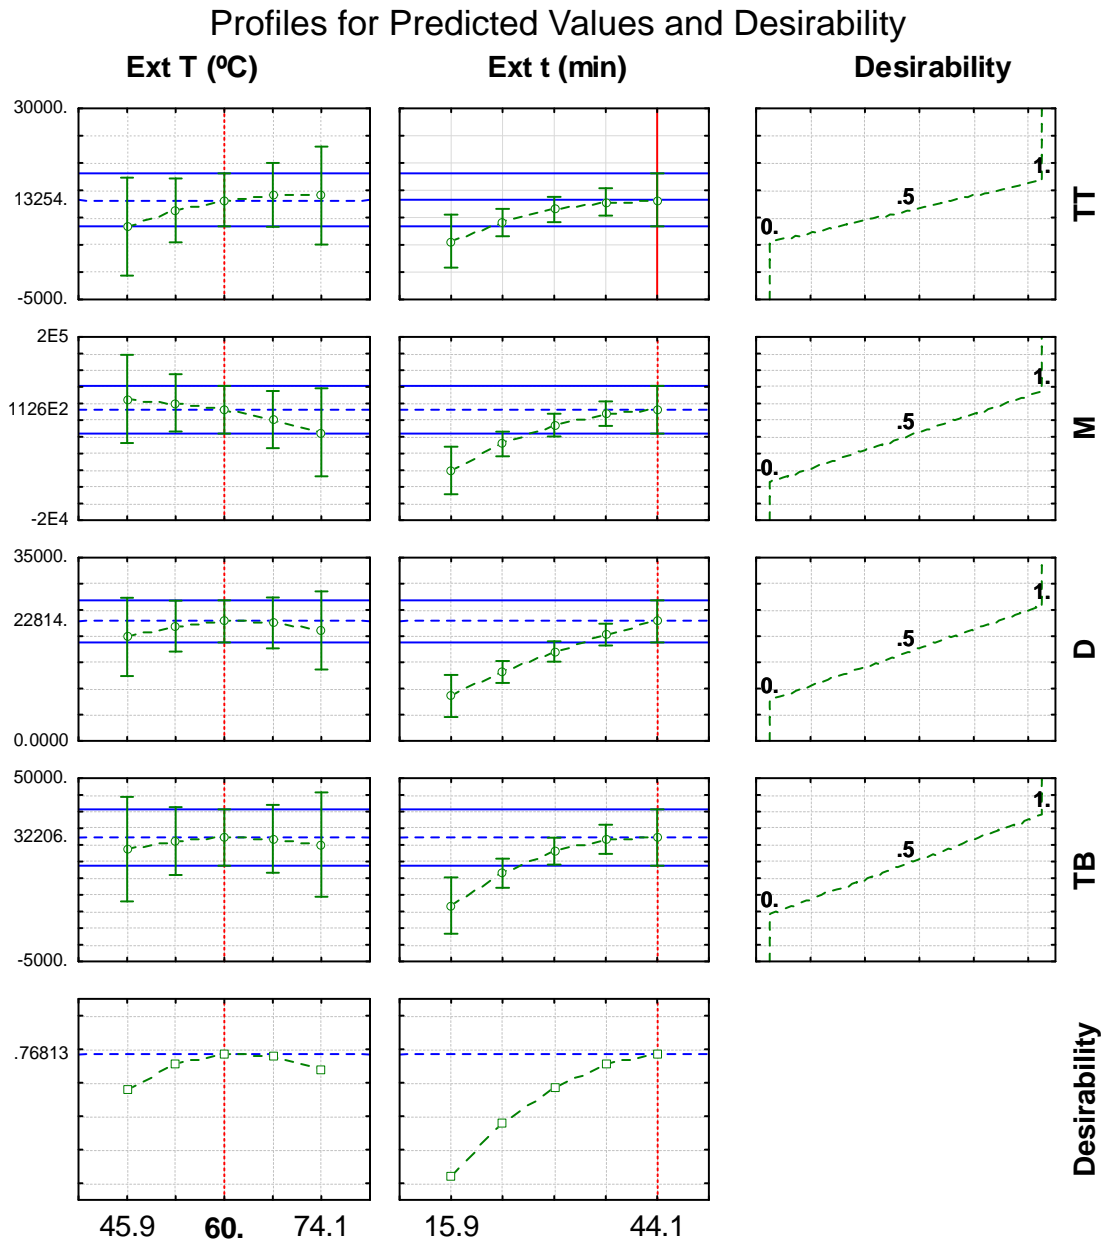 Profiles for Predicted Values and Desirability
Ext T (ºC) Ext t (min) Desirability
30000.
13254.
-5000.
1.
.5
0.
TT
2E5
1126E2
-2E4
1.
.5
0.
M
35000.
22814.
0.0000
1.
.5
0.
D
50000.
32206.
-5000.
1.
.5
0.
TB
.76813
Desirability
45.9 60. 74.1 15.9 44.1